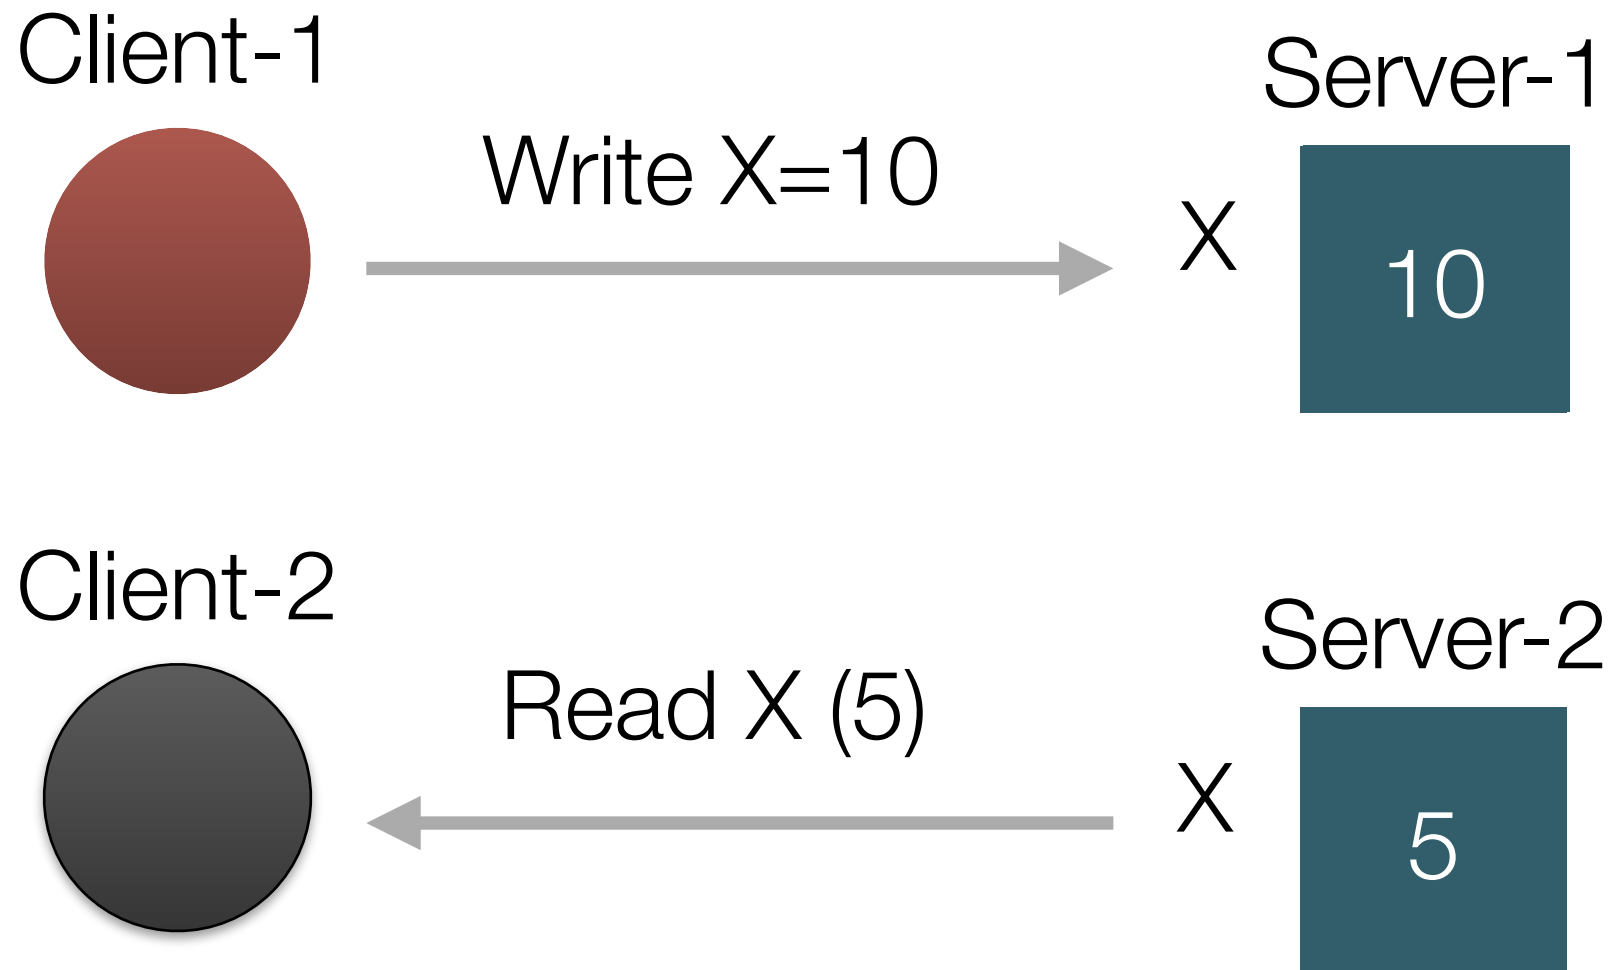 Client-1
Server-1
Write X=10
X
10
Client-2
Server-2
Read X (5)
X
5